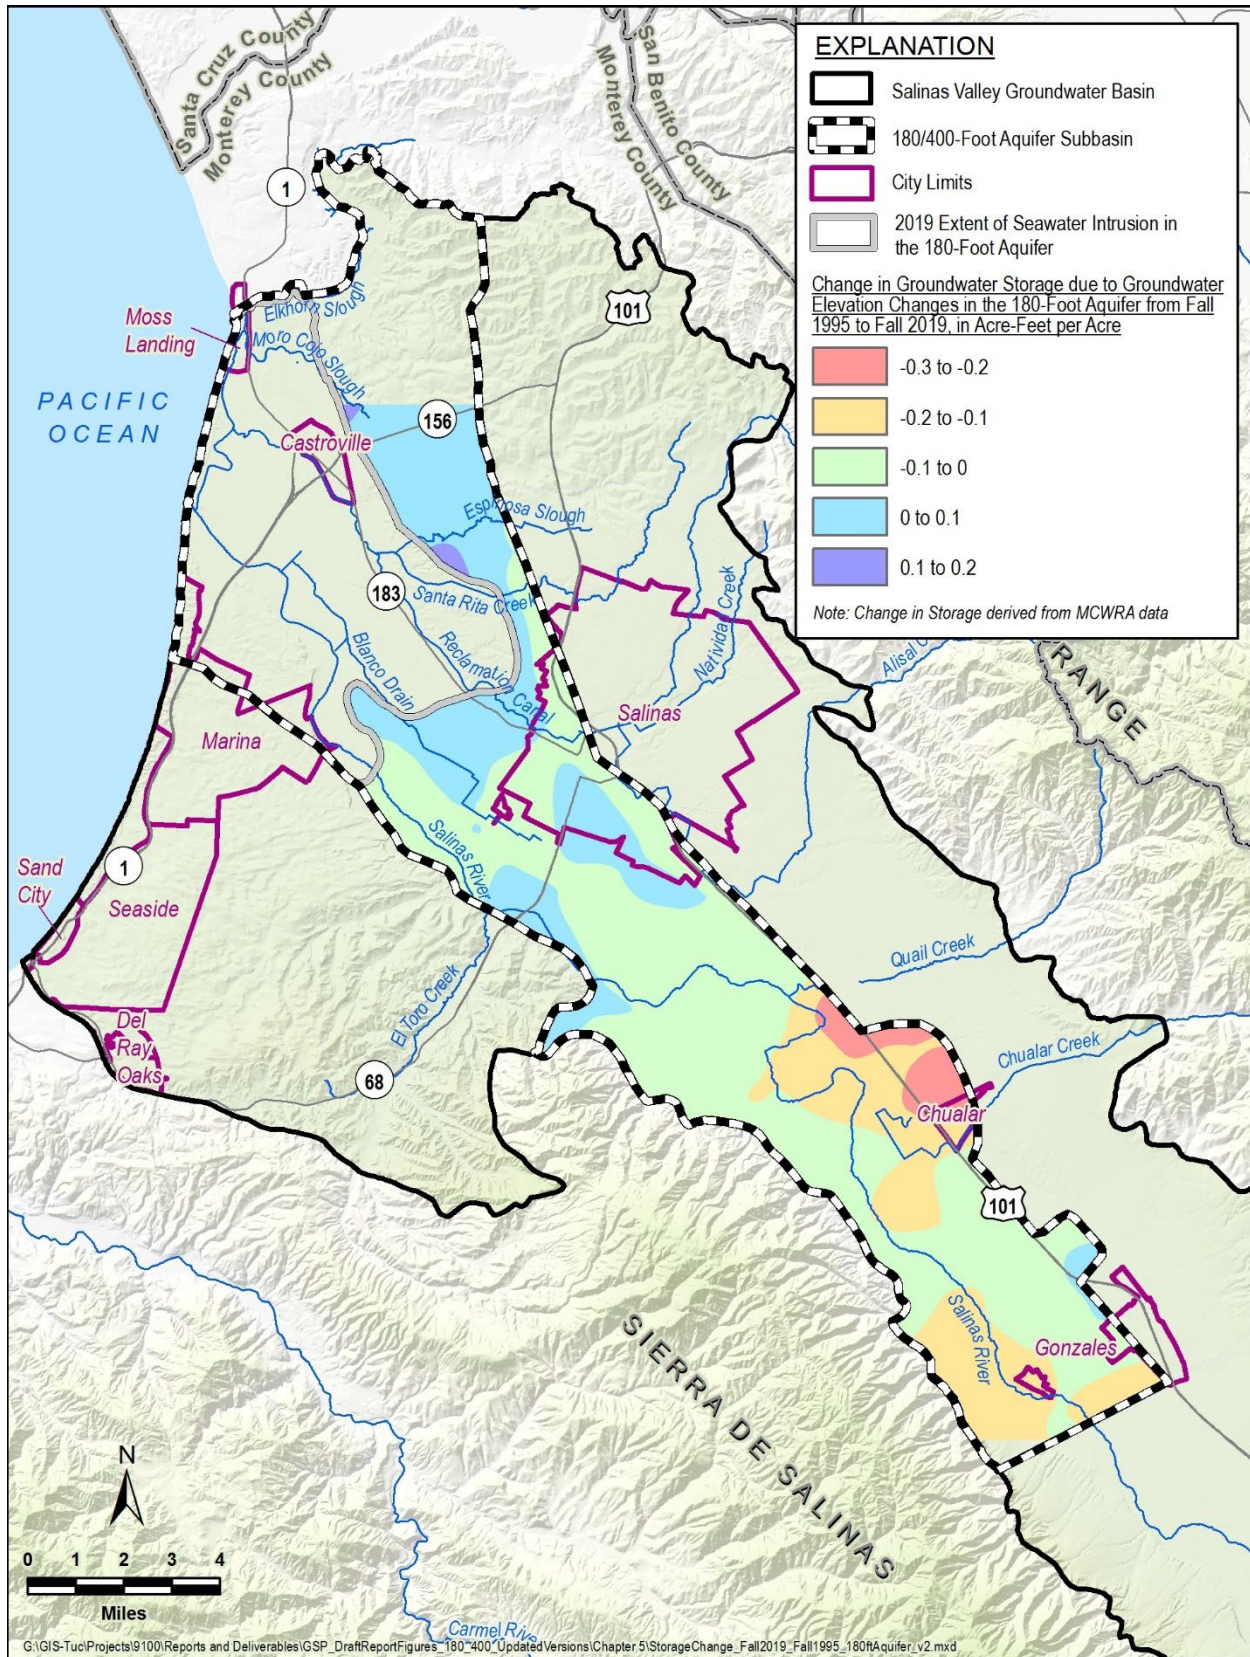 Santa Cruz County
Monterey County
San Benito County
Monterey County
EXPLANATION
Salinas Valley Groundwater Basin
180/400-Foot Aquifer Subbasin
City Limits
2019 Extent of Seawater Intrusion in
the 180-Foot Aquifer
Change in Groundwater Storage due to Groundwater
Elevation Changes in the 180-Foot Aquifer from Fall
1995 to Fall 2019, in Acre-Feet per Acre
-0.3 to -0.2
-0.2 to -0.1
-0.1 to 0
0 to 0.1
0.1 to 0.2
Note: Change in Storage derived from MCWRA data
1
101
Elkhorn Slough
Moss
Landing
Moro Cojo Slough
PACIFIC
OCEAN
156
Castroville
Espinosa Slough
183
Santa Rita Creek
Natividad Creek
Alisal C
RANGE
Blanco Drain
Reclamation Canal
Salinas
Marina
Salinas River
1
Sand
City
Seaside
Quail Creek
El Toro Creek
Del
Ray
Oaks
68
Chualar Creek
Chualar
101
Salinas River
Gonzales
SIERRA DE SALINAS
N
0 1 2 3 4
Miles
Carmel Rive
G:\GIS-Tuc\Projects\9100\Reports and Deliverables\GSP_DraftReportFigures_180_400_UpdatedVersions\Chapter 5\StorageChange_Fall2019_Fall1995_180ftAquifer_v2.mxd